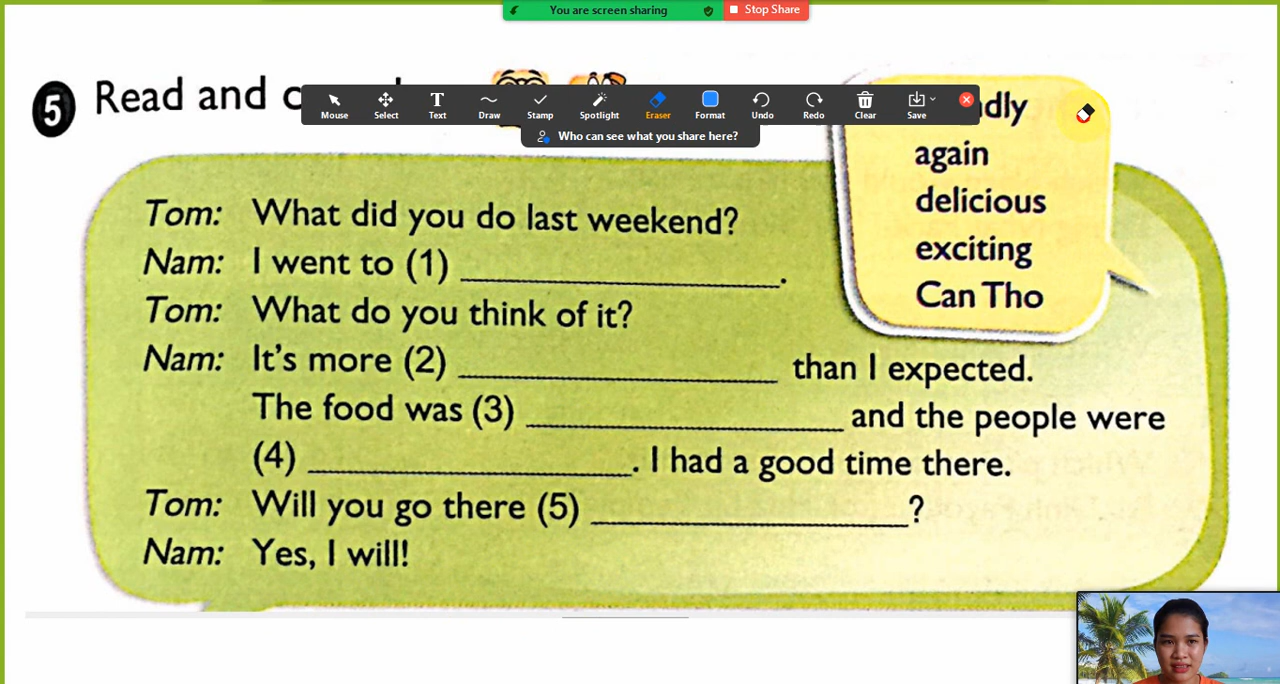 You are screen sharing
Stop Share
5 Read and
Mouse
Select
Text
Draw
Stamp
Spotlight
Eraser
Format
Undo
Redo
Clear
Save
Who can see what you share here?
again
delicious
exciting
Can Tho
Tom: What did you do last weekend?
Nam: I went to (1) ____________.
Tom: What do you think of it?
Nam: It's more (2) ____________ than I expected.
The food was (3) ____________ and the people were
(4) ____________. I had a good time there.
Tom: Will you go there (5) ____________?
Nam: Yes, I will!